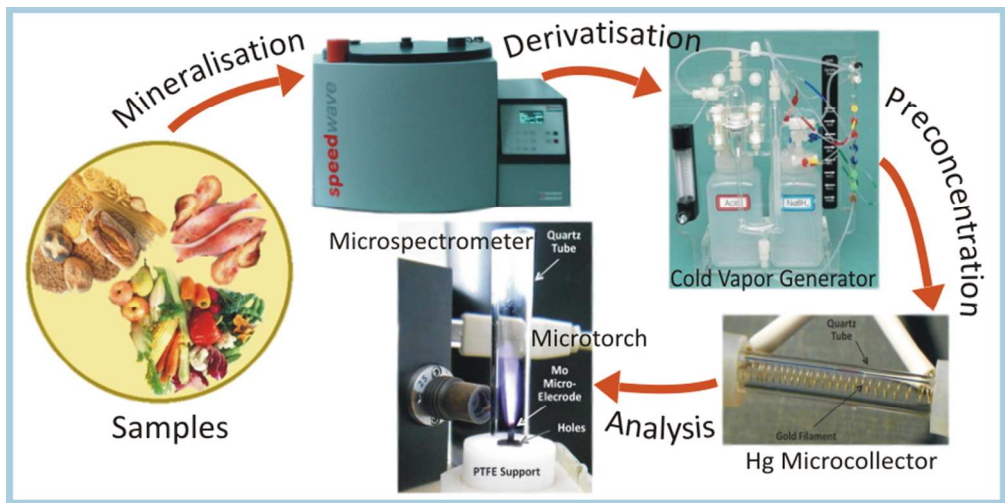 Mineralisation
Derivatisation
Preconcentration
speedwave
Acid
NaBH₄
Cold Vapor Generator
Microspectrometer
Quartz
Tube
Microtorch
Mo
Micro-
Elecrode
Holes
PTFE Support
25
Samples
Analysis
Quartz
Tube
Gold Filament
Hg Microcollector